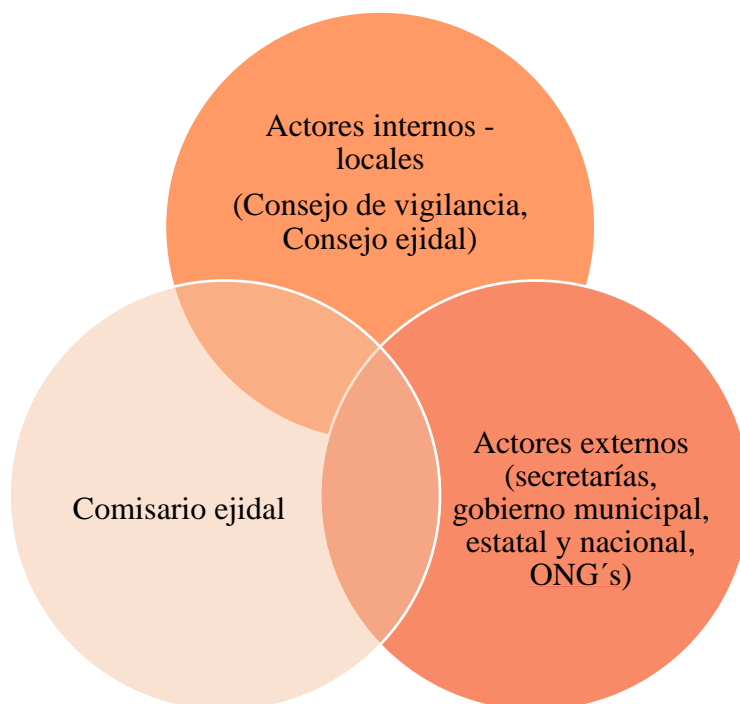 Actores internos -
locales
(Consejo de vigilancia,
Consejo ejidal)
Comisario ejidal
Actores externos
(secretarías,
gobierno municipal,
estatal y nacional,
ONG´s)